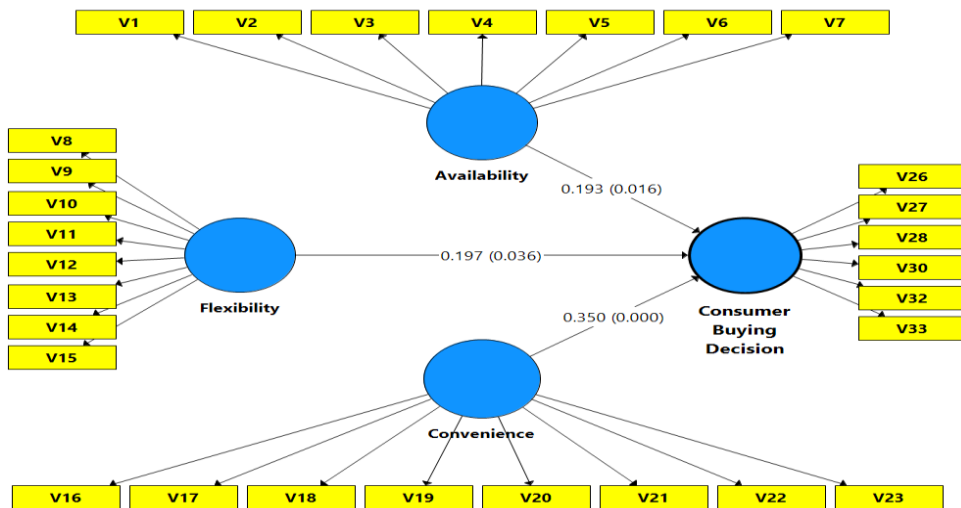 V1
V2
V3
V4
V5
V6
V7
V8
V9
V10
V11
V12
V13
V14
V15
Availability
0.193 (0.016)
Flexibility
0.197 (0.036)
Consumer
Buying
Decision
0.350 (0.000)
Convenience
V26
V27
V28
V30
V32
V33
V16
V17
V18
V19
V20
V21
V22
V23